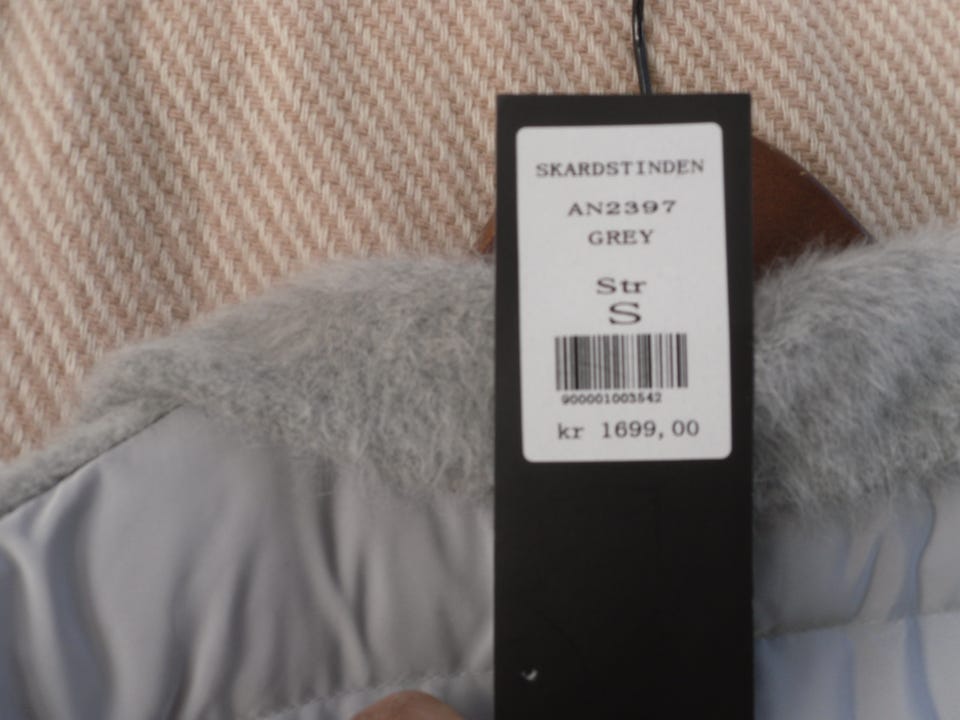 SKARDSTINDEN
AN2397
GREY
Str
S
900001003542
kr 1699,00